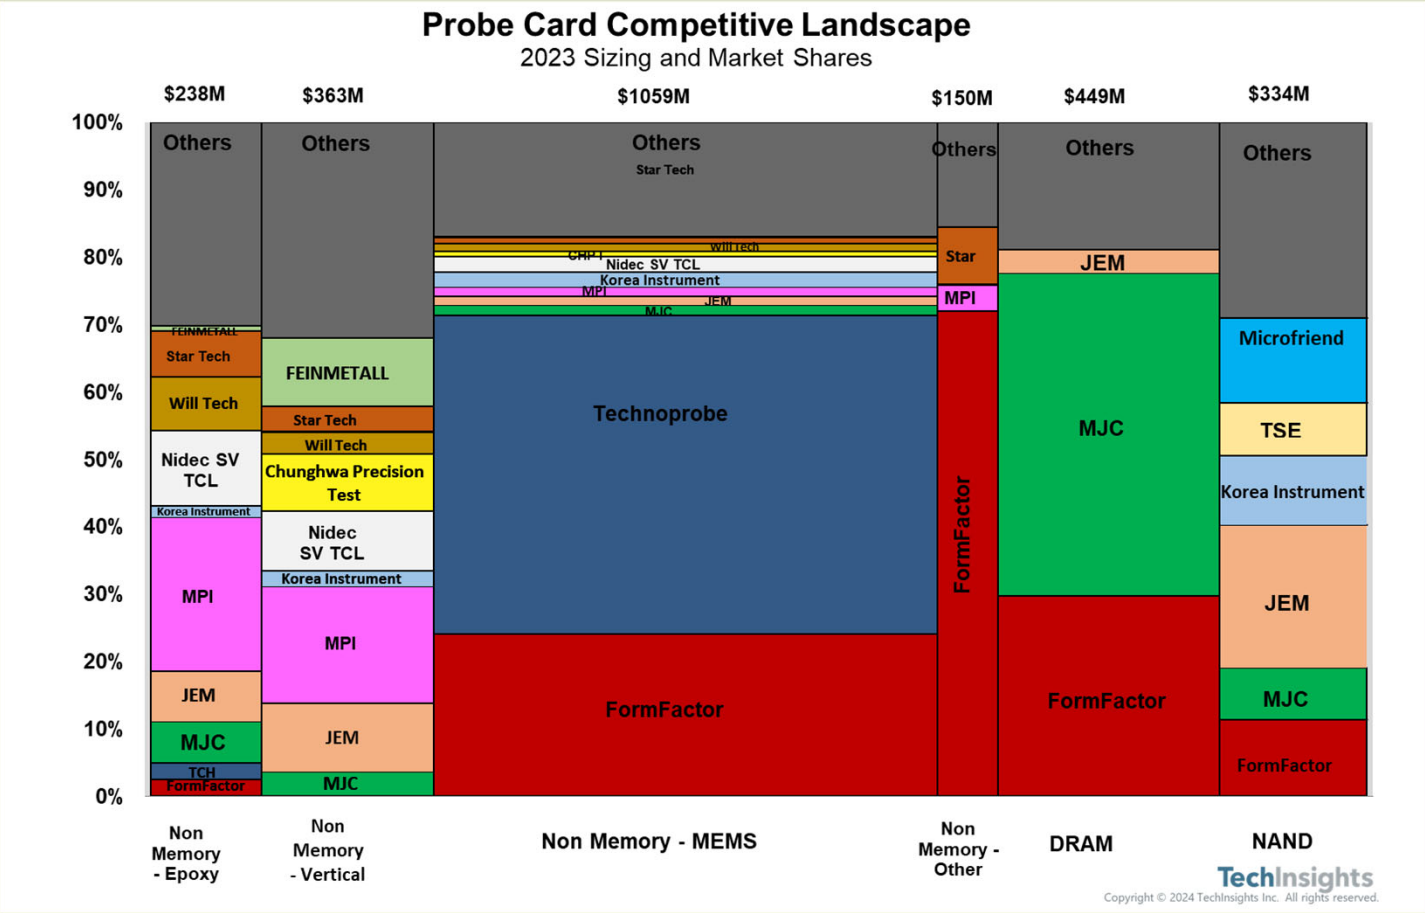 Probe Card Competitive Landscape
2023 Sizing and Market Shares
$238M
$363M
$1059M
$150M
$449M
$334M
100%
90%
80%
70%
60%
50%
40%
30%
20%
10%
0%
Others
FEINMETALL
Star Tech
Will Tech
Nidec SV
TCL
Korea Instrument
MPI
JEM
MJC
TCH
FormFactor
Others
FEINMETALL
Star Tech
Will Tech
Chunghwa Precision
Test
Nidec
SV TCL
Korea Instrument
MPI
JEM
MJC
Others
Star Tech
Will Tech
CHPT
Nidec SV TCL
Korea Instrument
MPI
JEM
MJC
Technoprobe
FormFactor
Others
Star
MPI
FormFactor
Others
JEM
MJC
FormFactor
Others
Microfriend
TSE
Korea Instrument
JEM
MJC
FormFactor
Non
Memory
- Epoxy
Non
Memory
- Vertical
Non Memory - MEMS
Non
Memory -
Other
DRAM
NAND
TechInsights
Copyright © 2024 TechInsights Inc. All rights reserved.